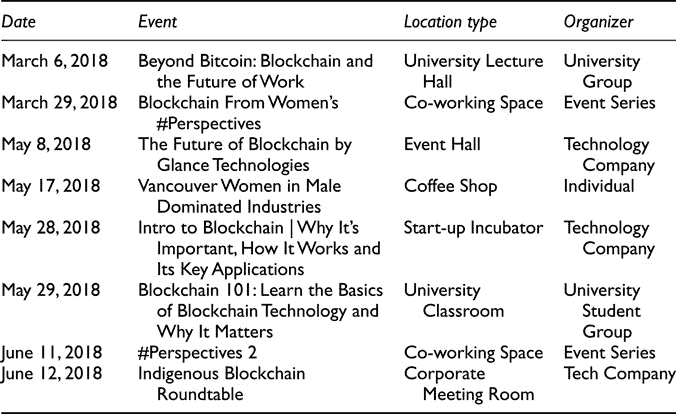 Date Event Location type Organizer
March 6, 2018 Beyond Bitcoin: Blockchain and University Lecture University
the Future of Work Hall Group
March 29, 2018 Blockchain From Women's Co-working Space Event Series
#Perspectives
May 8, 2018 The Future of Blockchain by Event Hall Technology
Glance Technologies Company
May 17, 2018 Vancouver Women in Male Coffee Shop Individual
Dominated Industries
May 28, 2018 Intro to Blockchain | Why It's Start-up Incubator Technology
Important, How It Works and Company
Its Key Applications
May 29, 2018 Blockchain 101: Learn the Basics University University
of Blockchain Technology and Classroom Student
Why It Matters Group
June 11, 2018 #Perspectives 2 Co-working Space Event Series
June 12, 2018 Indigenous Blockchain Corporate Tech Company
Roundtable Meeting Room